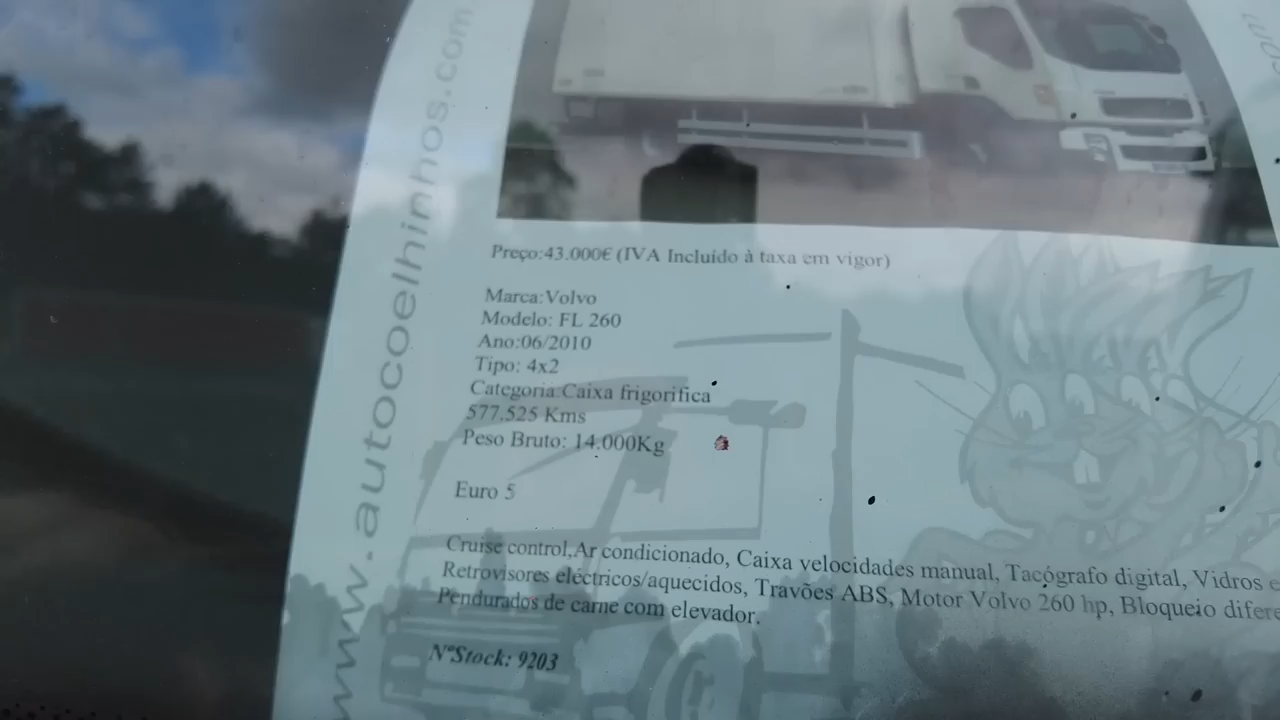 www.autocoelhinhos.com
Preço:43.000€ (IVA Incluído à taxa em vigor)
Marca:Volvo
Modelo: FL 260
Ano:06/2010
Tipo: 4x2
Categoria:Caixa frigorifica
577.525 Kms
Peso Bruto: 14.000Kg
Euro 5
Cruise control,Ar condicionado, Caixa velocidades manual, Tacógrafo digital, Vidros e
Retrovisores eléctricos/aquecidos, Travões ABS, Motor Volvo 260 hp, Bloqueio difere
Pendurados de carne com elevador.
NºStock: 9203